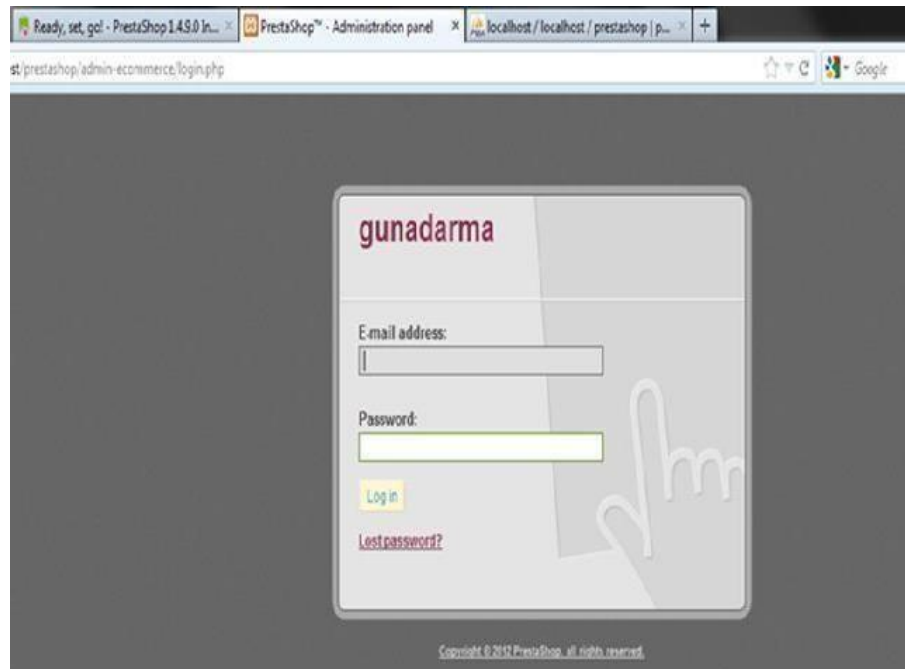 Ready, set, go! - PrestaShop 1.4.9.0 In... × PrestaShop™ - Administration panel × localhost / localhost / prestashop | p... × +
st/prestashop/admin-ecommerce/login.php Google
gunadarma
E-mail address:
Password:
Log in
Lost password?
Copyright © 2012 PrestaShop. all rights reserved.